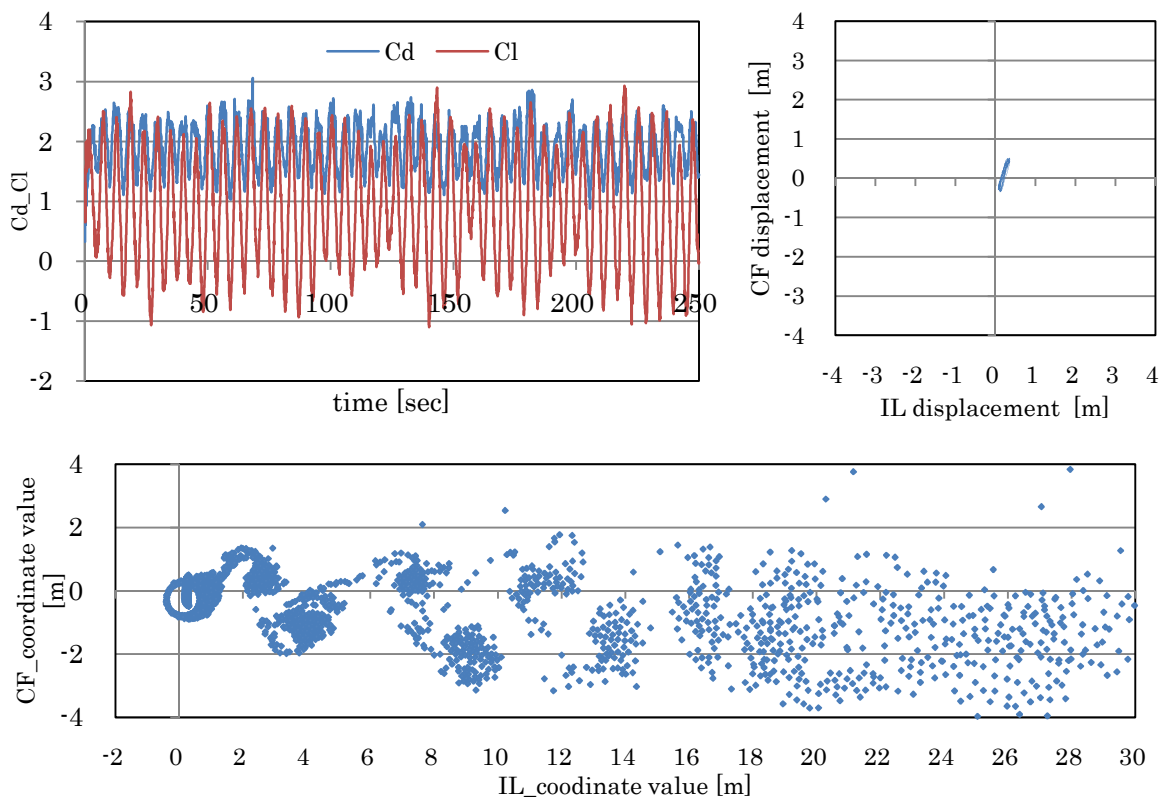 4
3
2
1
0
-1
-2
Cd_Cl
Cd Cl
0 50 100 150 200 250
time [sec]
4
3
2
1
0
-1
-2
-3
-4
CF displacement [m]
-4 -3 -2 -1 0 1 2 3 4
IL displacement [m]
4
2
0
-2
-4
CF_coordinate value
[m]
-2 0 2 4 6 8 10 12 14 16 18 20 22 24 26 28 30
IL_coodinate value [m]